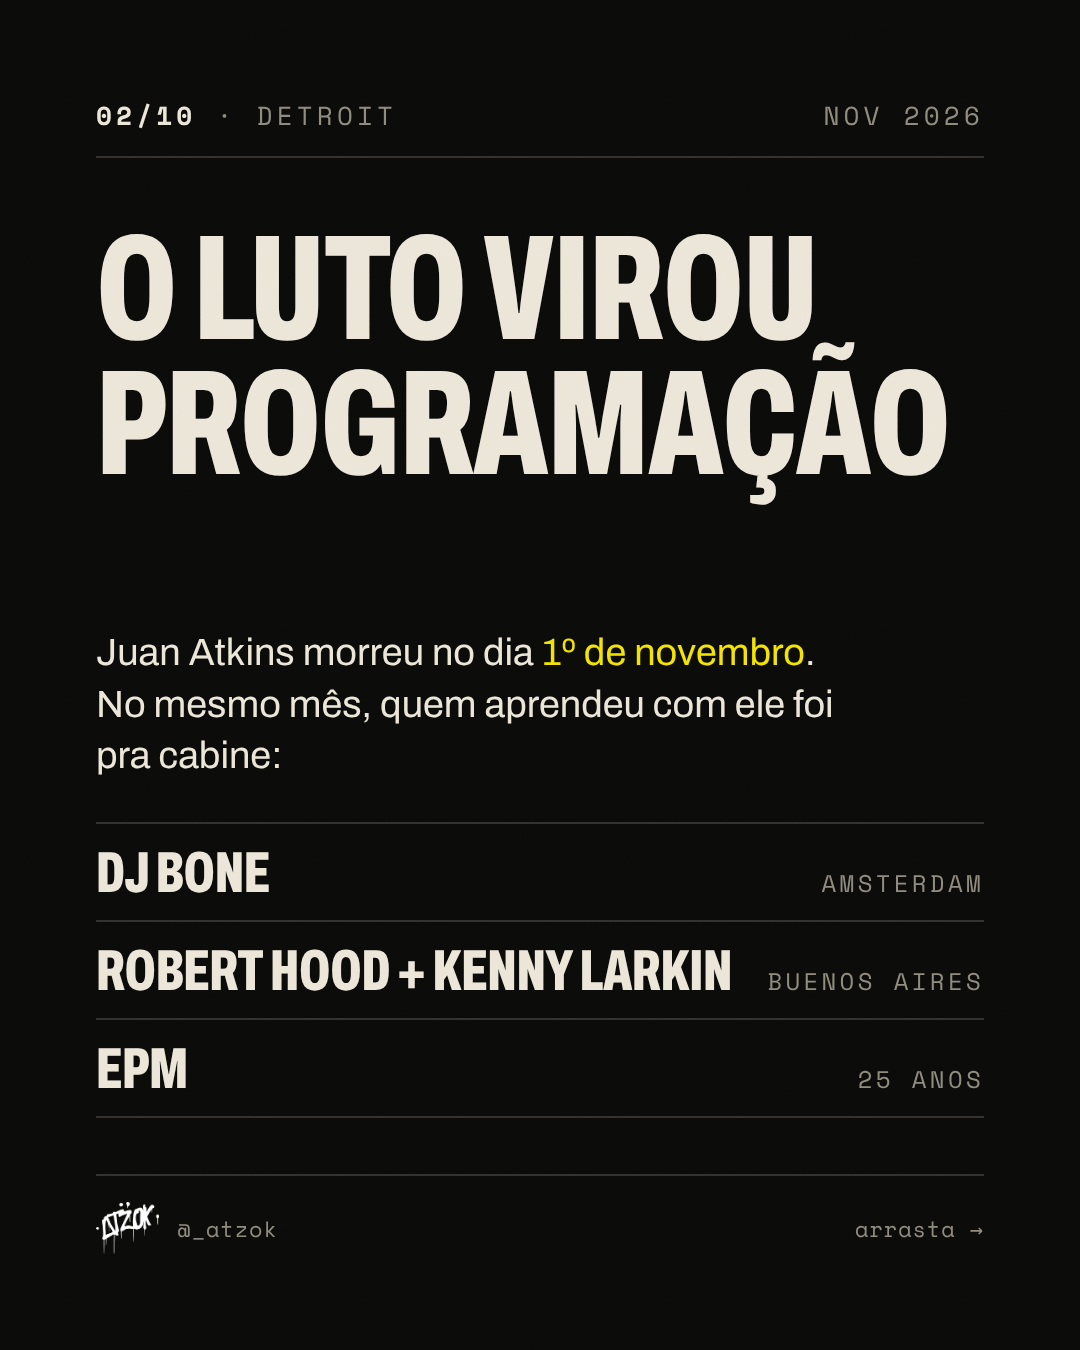 02/10 · DETROIT
NOV 2026
O LUTO VIROU
PROGRAMAÇÃO
Juan Atkins morreu no dia 1º de novembro.
No mesmo mês, quem aprendeu com ele foi
pra cabine:
DJ BONE
AMSTERDAM
ROBERT HOOD + KENNY LARKIN
BUENOS AIRES
EPM
25 ANOS
ATZÖK
@_atzok
arrasta →